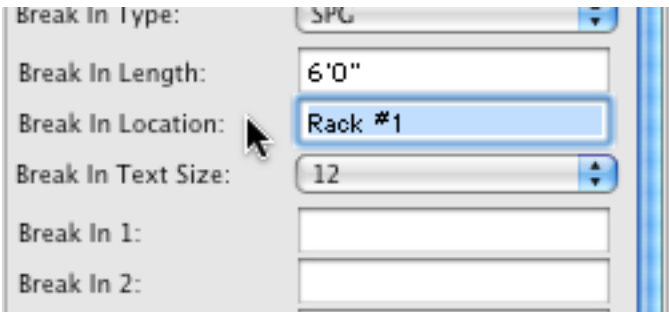 Break In Type: SPG
Break In Length: 6'0"
Break In Location: Rack #1
Break In Text Size: 12
Break In 1:
Break In 2: